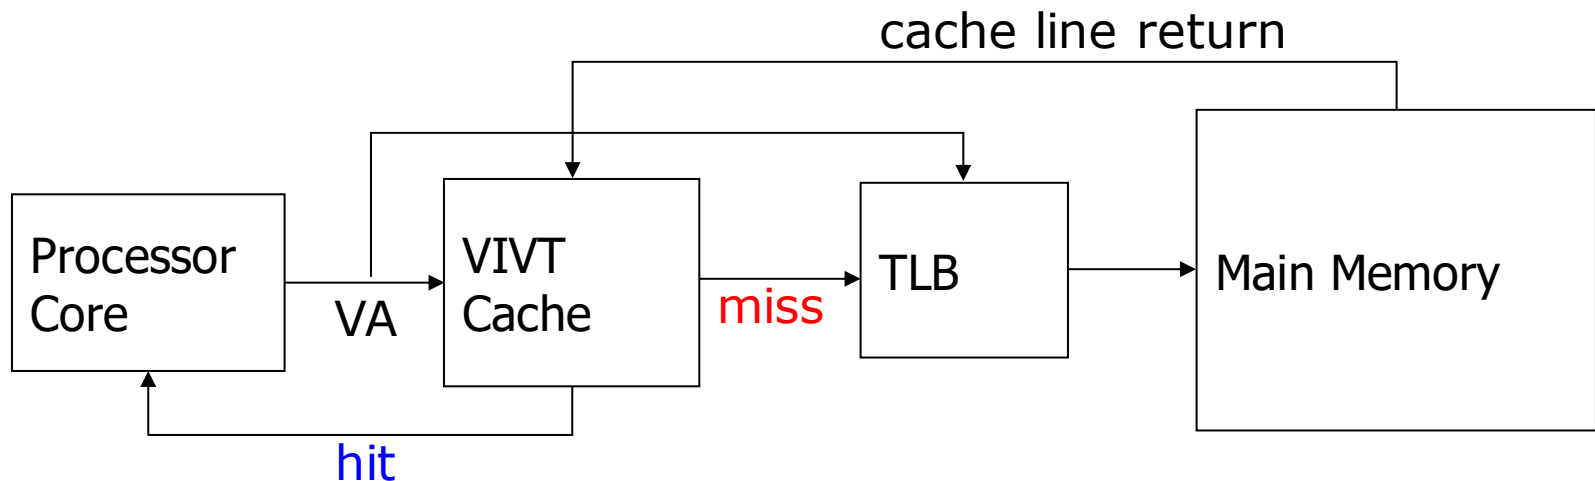 cache line return
Processor
Core
VA
VIVT
Cache
miss
TLB
Main Memory
hit